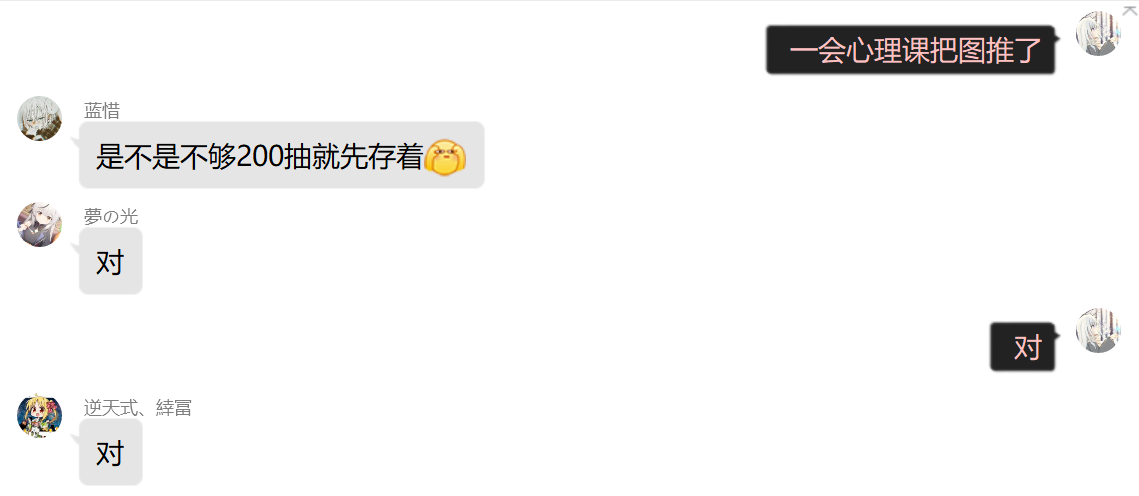 一会心理课把图推了
蓝惜
是不是不够200抽就先存着
夢の光
对
对
逆天式、緈冨
对